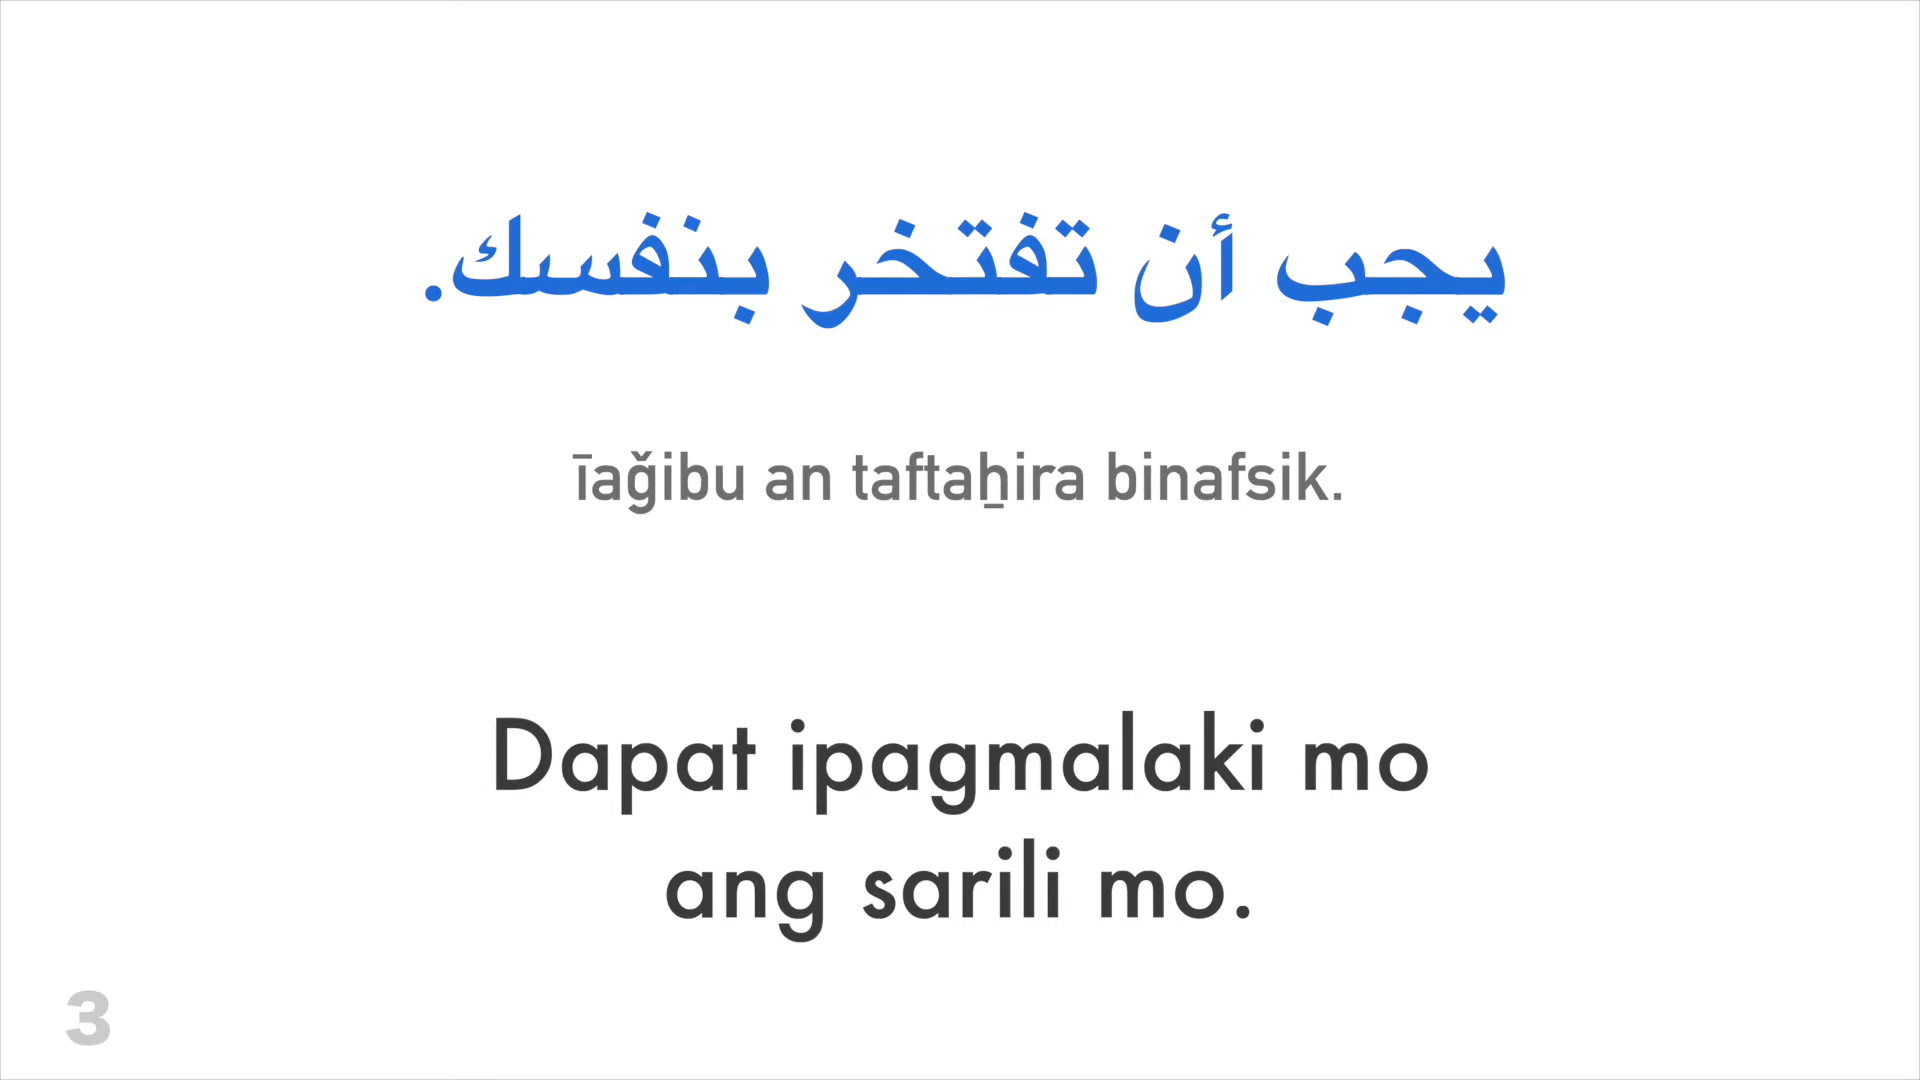 يجب أن تفتخر بنفسك.
īağibu an taftaẖira binafsik.
Dapat ipagmalaki mo
ang sarili mo.
3